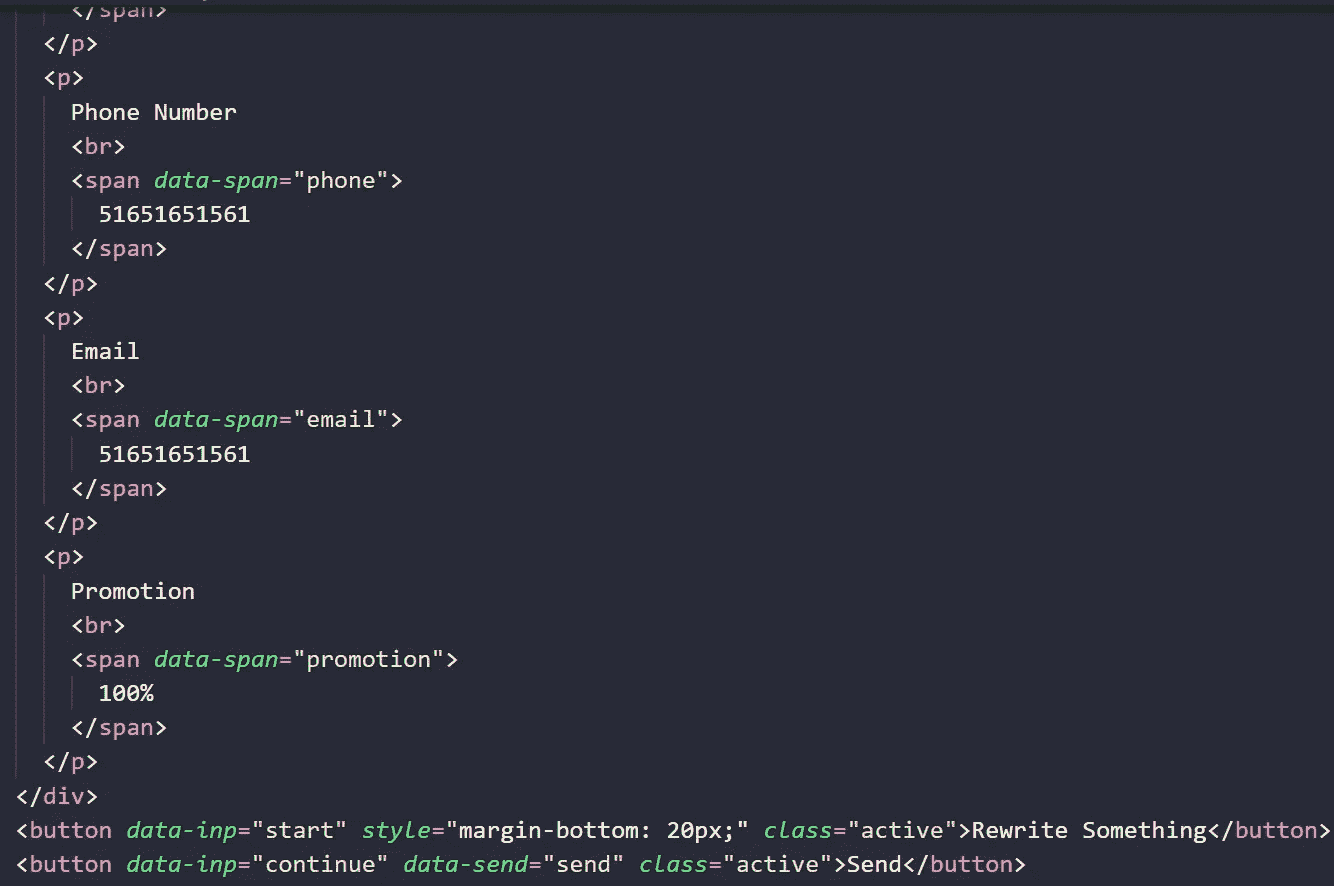 </span>
</p>
<p>
Phone Number
<br>
<span data-span="phone">
51651651561
</span>
</p>
<p>
Email
<br>
<span data-span="email">
51651651561
</span>
</p>
<p>
Promotion
<br>
<span data-span="promotion">
100%
</span>
</p>
</div>
<button data-inp="start" style="margin-bottom: 20px;" class="active">Rewrite Something</button>
<button data-inp="continue" data-send="send" class="active">Send</button>